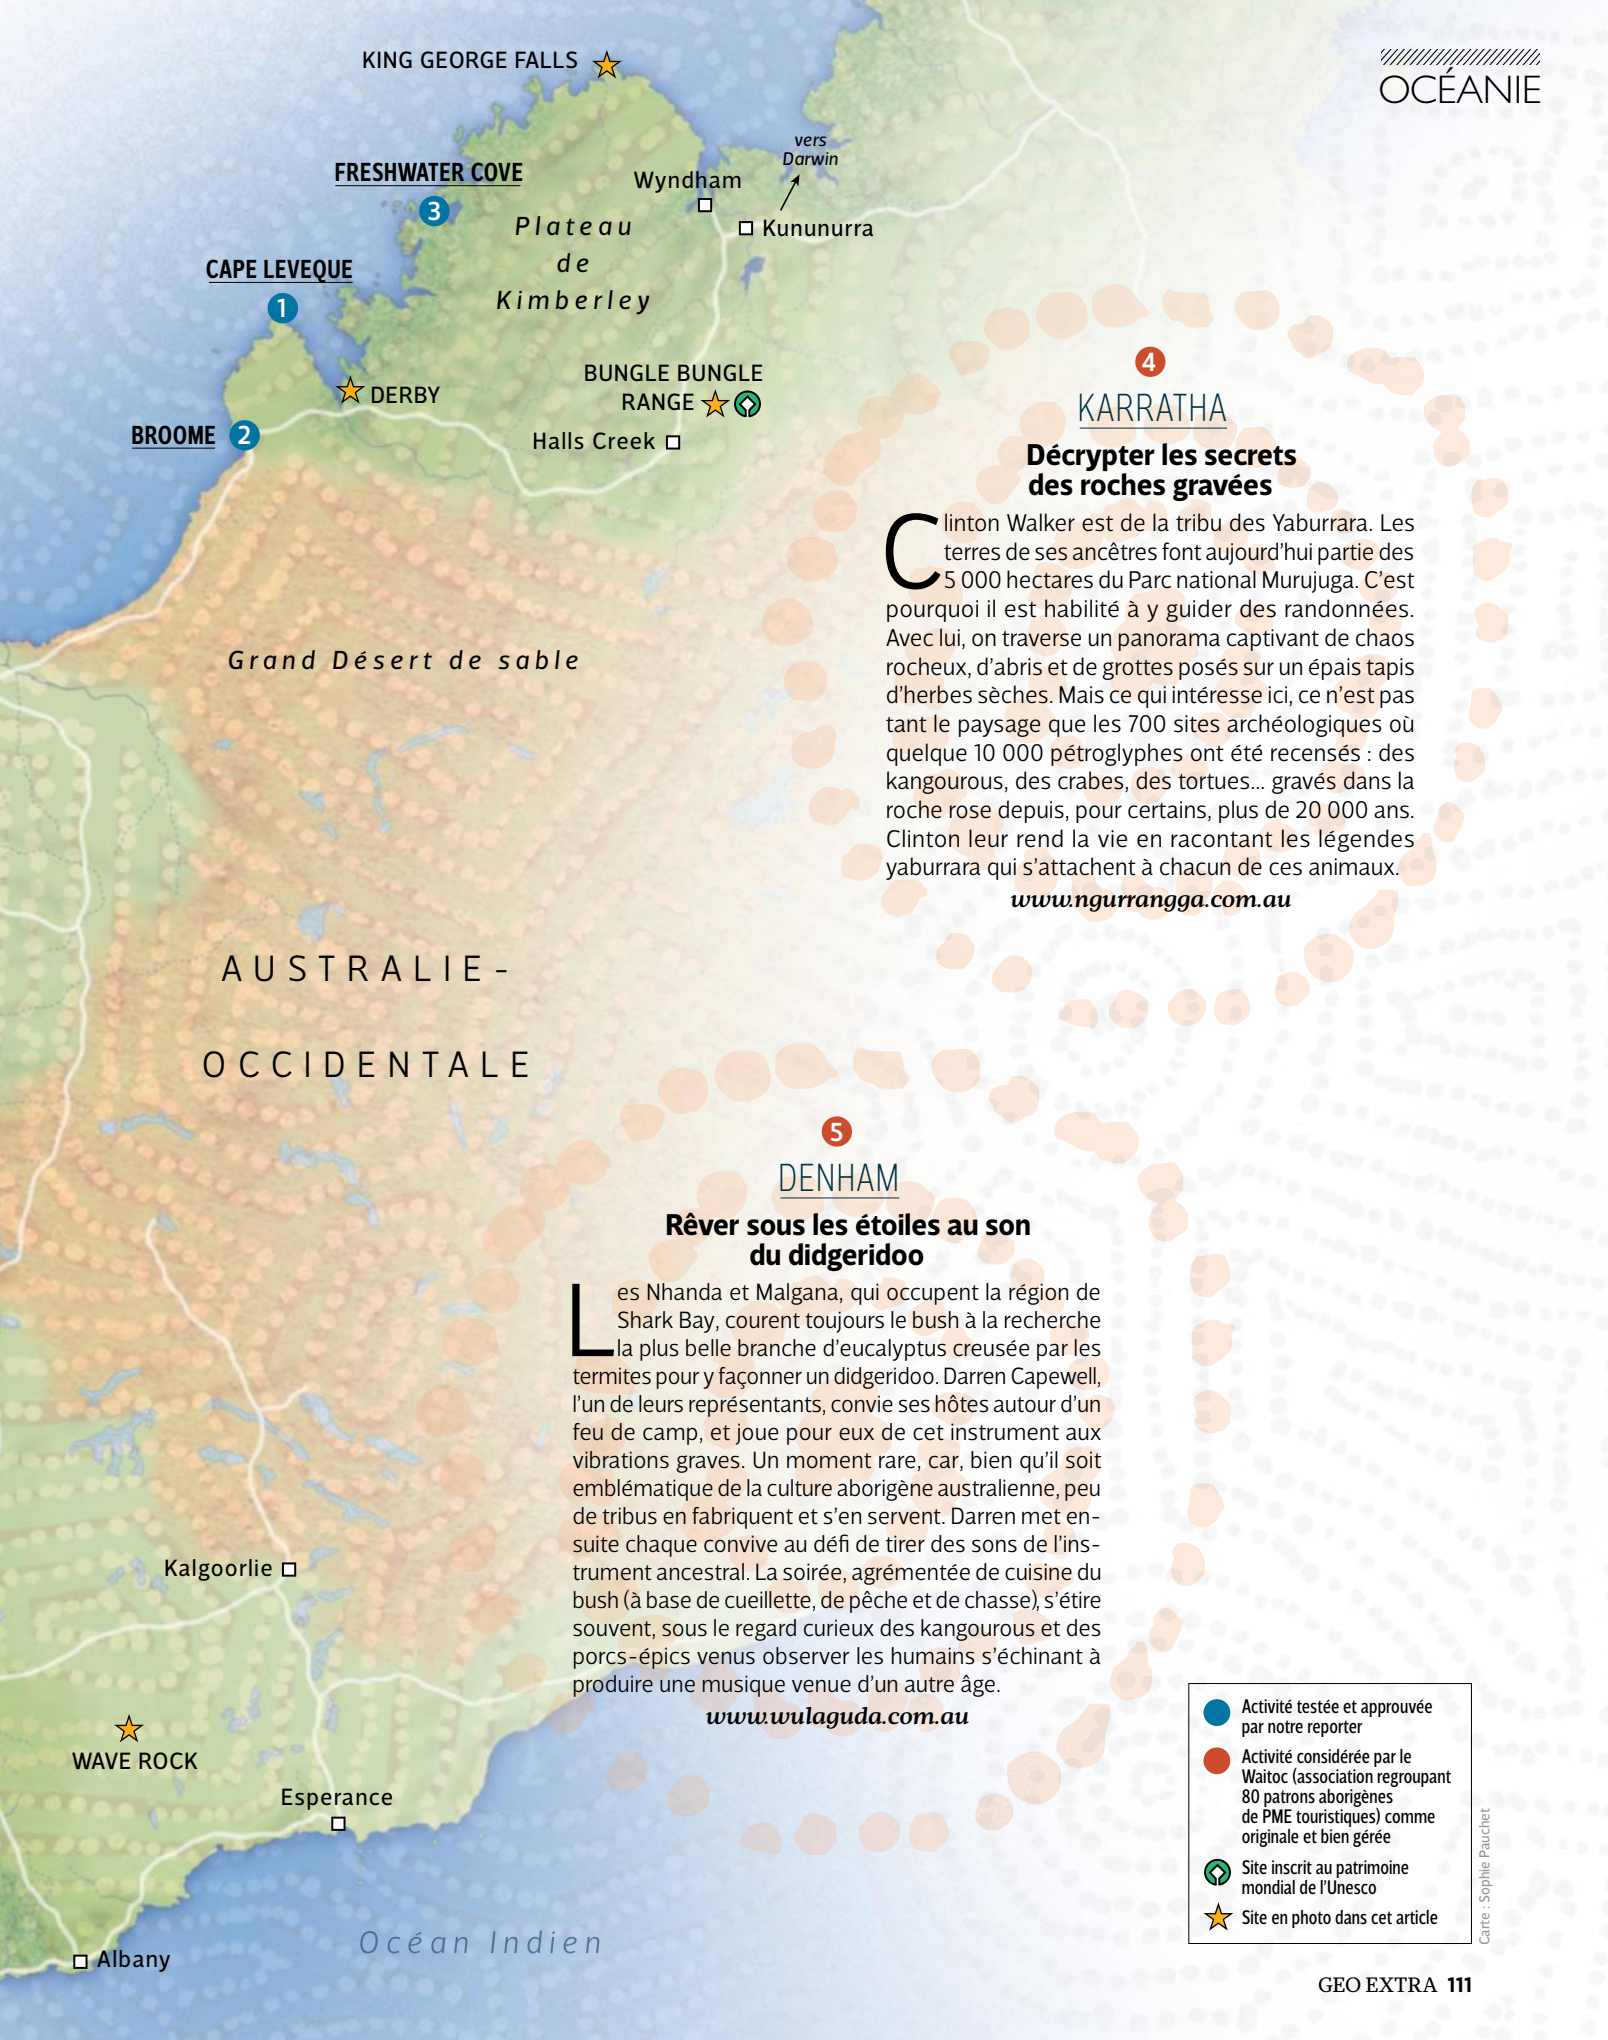 OCÉANIE
KING GEORGE FALLS
vers
Darwin
FRESHWATER COVE
3
Wyndham
Kununurra
Plateau
de
Kimberley
CAPE LEVEQUE
1
DERBY
BUNGLE BUNGLE
RANGE
Halls Creek
BROOME 2
Grand Désert de sable
AUSTRALIE-
OCCIDENTALE
Kalgoorlie
WAVE ROCK
Esperance
Albany
Océan Indien
4
KARRATHA
Décrypter les secrets
des roches gravées
Clinton Walker est de la tribu des Yaburrara. Les
terres de ses ancêtres font aujourd’hui partie des
5 000 hectares du Parc national Murujuga. C’est
pourquoi il est habilité à y guider des randonnées.
Avec lui, on traverse un panorama captivant de chaos
rocheux, d’abris et de grottes posés sur un épais tapis
d’herbes sèches. Mais ce qui intéresse ici, ce n’est pas
tant le paysage que les 700 sites archéologiques où
quelque 10 000 pétroglyphes ont été recensés : des
kangourous, des crabes, des tortues... gravés dans la
roche rose depuis, pour certains, plus de 20 000 ans.
Clinton leur rend la vie en racontant les légendes
yaburrara qui s’attachent à chacun de ces animaux.
www.ngurrangga.com.au
5
DENHAM
Rêver sous les étoiles au son
du didgeridoo
Les Nhanda et Malgana, qui occupent la région de
Shark Bay, courent toujours le bush à la recherche
la plus belle branche d’eucalyptus creusée par les
termites pour y façonner un didgeridoo. Darren Capewell,
l’un de leurs représentants, convie ses hôtes autour d’un
feu de camp, et joue pour eux de cet instrument aux
vibrations graves. Un moment rare, car, bien qu’il soit
emblématique de la culture aborigène australienne, peu
de tribus en fabriquent et s’en servent. Darren met en-
suite chaque convive au défi de tirer des sons de l’ins-
trument ancestral. La soirée, agrémentée de cuisine du
bush (à base de cueillette, de pêche et de chasse), s’étire
souvent, sous le regard curieux des kangourous et des
porcs-épics venus observer les humains s’échinant à
produire une musique venue d’un autre âge.
www.wulaguda.com.au
Activité testée et approuvée
par notre reporter
Activité considérée par le
Waitoc (association regroupant
80 patrons aborigènes
de PME touristiques) comme
originale et bien gérée
Site inscrit au patrimoine
mondial de l’Unesco
Site en photo dans cet article
Carte : Sophie Pauchet
GEO EXTRA 111